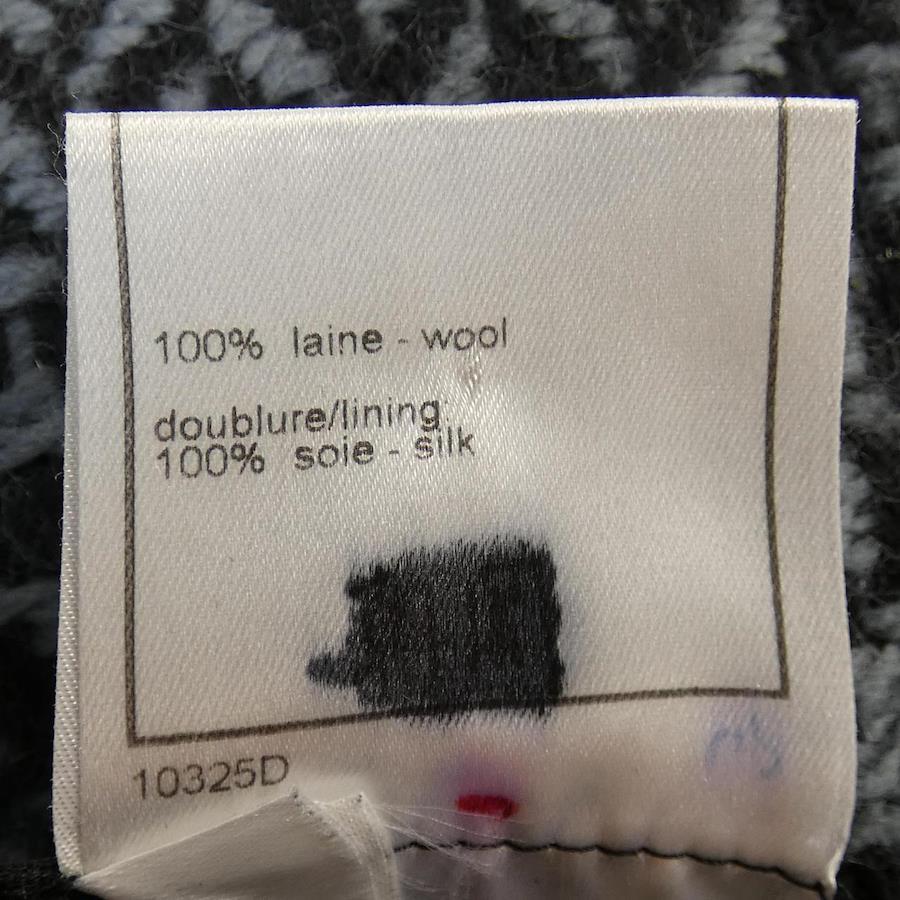 100% laine - wool
doublure/lining:
100% soie - silk
10325D